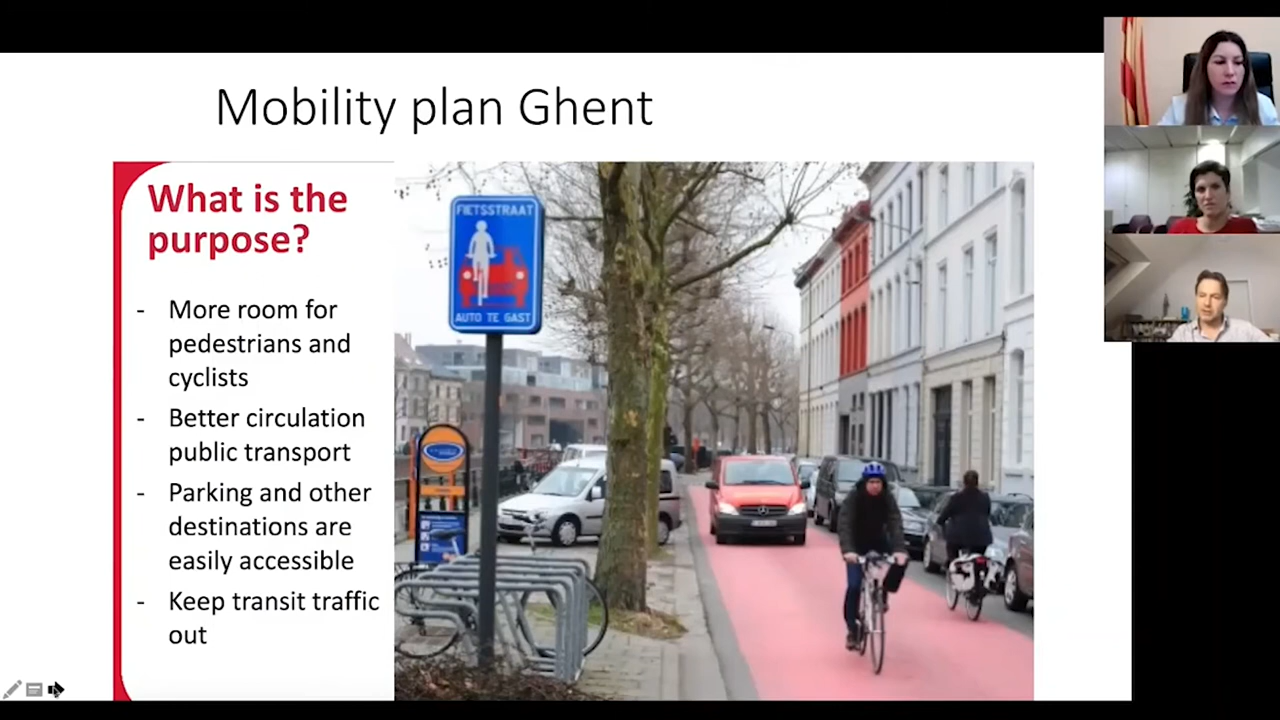 Mobility plan Ghent
What is the
purpose?
- More room for
pedestrians and
cyclists
- Better circulation
public transport
- Parking and other
destinations are
easily accessible
- Keep transit traffic
out
FIETSSTRAAT
AUTO TE GAST